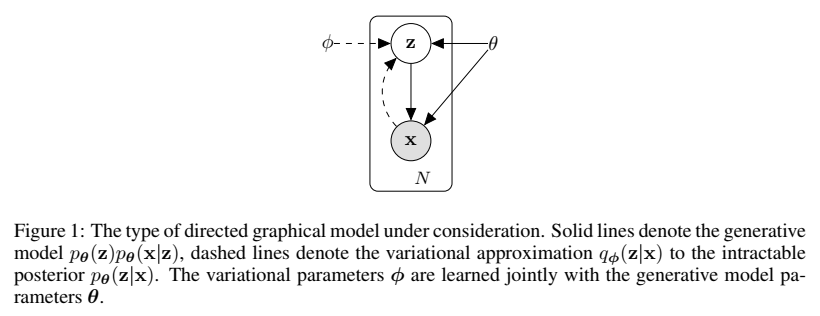 ϕ z θ
x
N
Figure 1: The type of directed graphical model under consideration. Solid lines denote the generative
model pθ(z)pθ(x|z), dashed lines denote the variational approximation qϕ(z|x) to the intractable
posterior pθ(z|x). The variational parameters ϕ are learned jointly with the generative model pa-
rameters θ.